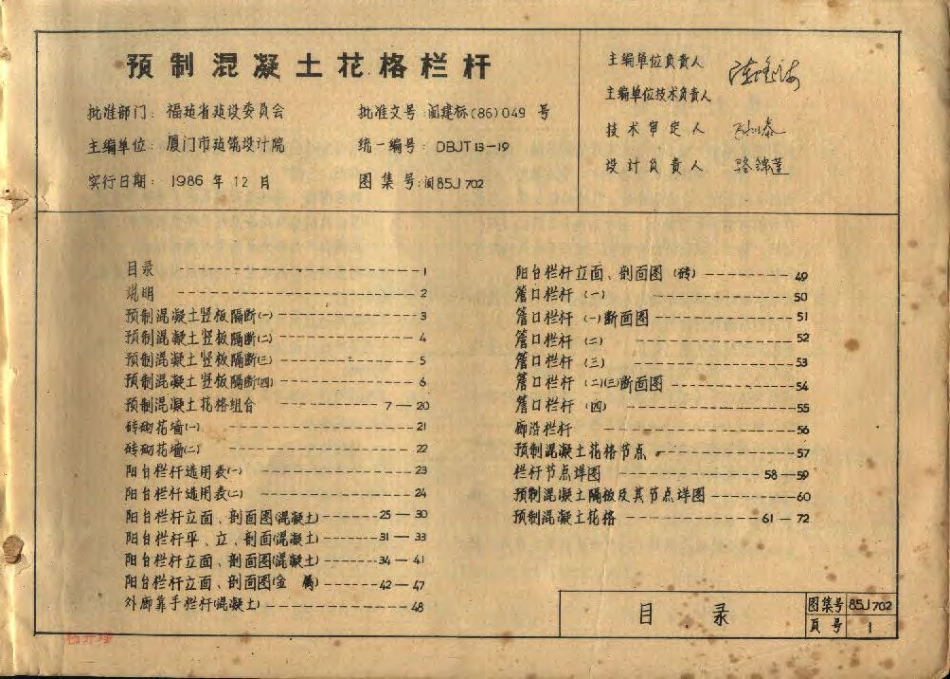 预制混凝土花格栏杆
批准部门：福建省建设委员会 批准文号：闽建标(86)049 号
主编单位：厦门市建筑设计院 统一编号：DBJT13-19
实行日期：1986 年 12 月 图集号：闽85J702
主编单位负责人
主编单位技术负责人
技术审定人
设计负责人 骆锦莲
目录 1
说明 2
预制混凝土竖板隔断(一) 3
预制混凝土竖板隔断(二) 4
预制混凝土竖板隔断(三) 5
预制混凝土竖板隔断(四) 6
预制混凝土花格组合 7—20
砖砌花墙(一) 21
砖砌花墙(二) 22
阳台栏杆选用表(一) 23
阳台栏杆选用表(二) 24
阳台栏杆立面、剖面图(混凝土) 25—30
阳台栏杆平、立、剖面(混凝土) 31—33
阳台栏杆立面、剖面图(混凝土) 34—41
阳台栏杆立面、剖面图(金属) 42—47
外廊靠手栏杆(混凝土) 48
阳台栏杆立面、剖面图(砖) 49
窗口栏杆 (一) 50
窗口栏杆 (一)断面图 51
窗口栏杆 (二) 52
窗口栏杆 (三) 53
窗口栏杆 (二)(三)断面图 54
窗口栏杆 (四) 55
廊沿栏杆 56
预制混凝土花格节点 57
栏杆节点详图 58—59
预制混凝土隔板及其节点详图 60
预制混凝土花格 61—72
目录 图集号 85J702
页号 1